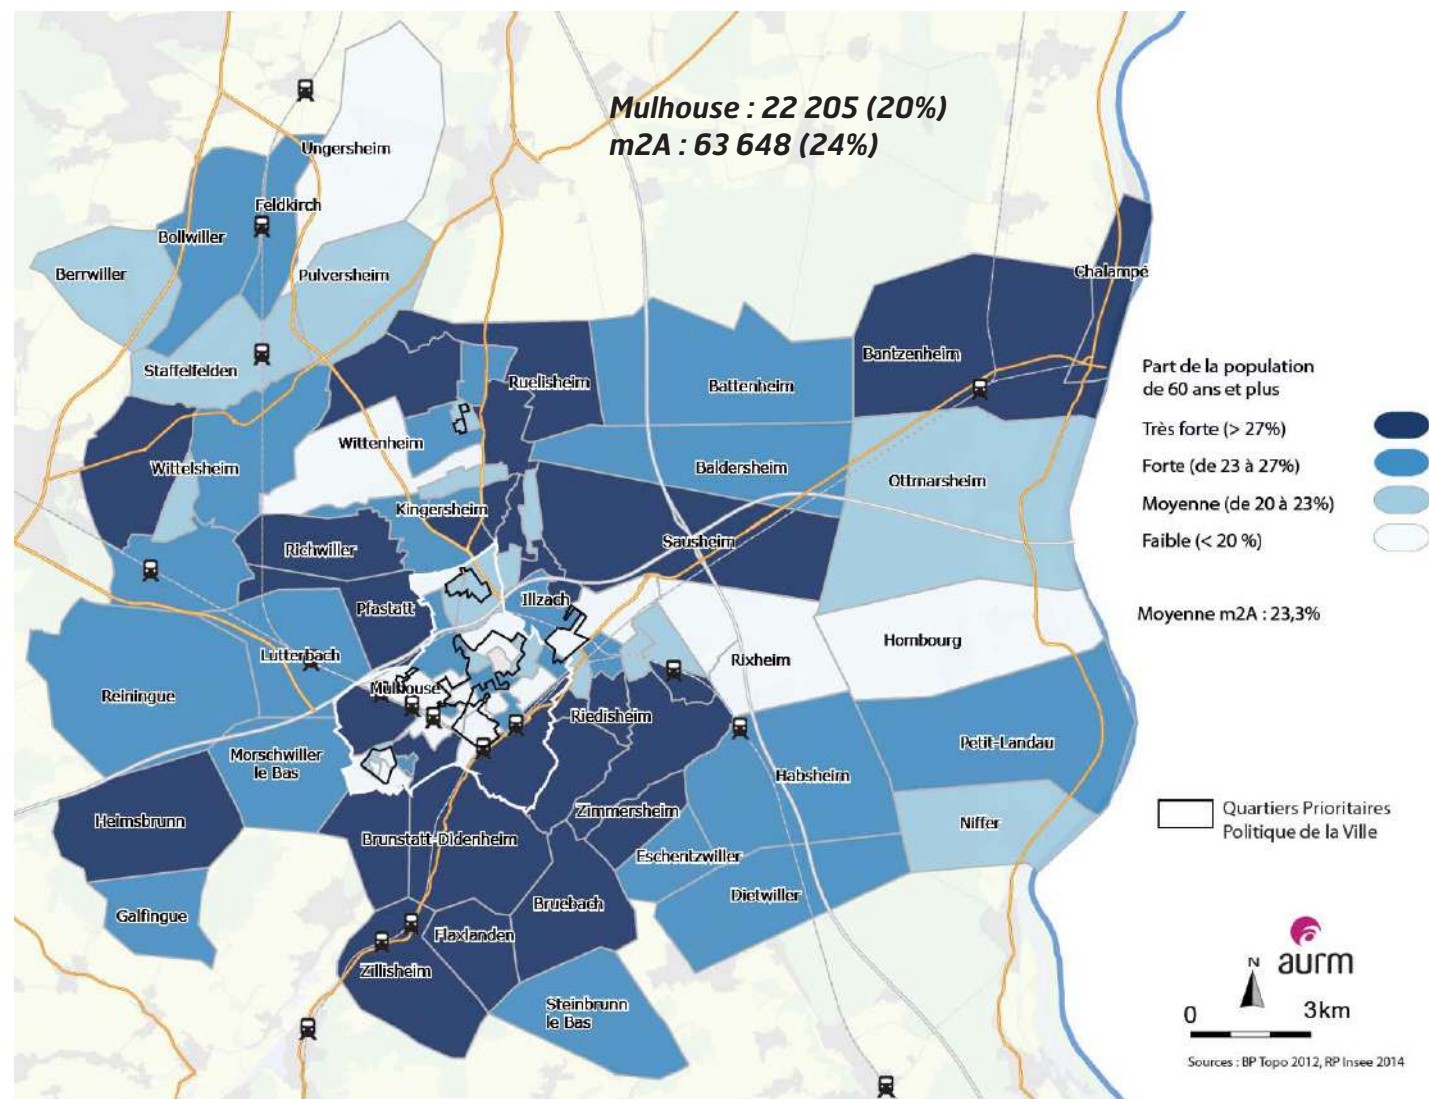 Mulhouse : 22 205 (20%)
m2A : 63 648 (24%)
Ungersheim
Feldkirch
Bollwiller
Berrwiller
Pulversheim
Chalampé
Staffelfelden
Bantzenheim
Ruelisheim
Battenheim
Wittenheim
Wittelsheim
Baldersheim
Ottmarsheim
Kingersheim
Sausheim
Richwiller
Illzach
Pfastatt
Hombourg
Lutterbach
Rixheim
Mulhouse
Reiningue
Riedisheim
Petit-Landau
Morschwiller
le Bas
Habsheim
Zimmersheim
Niffer
Heimsbrunn
Brunstatt-Didenheim
Eschentzwiller
Dietwiller
Bruebach
Galfingue
Flaxlanden
Zillisheim
Steinbrunn
le Bas
Part de la population
de 60 ans et plus
Très forte (> 27%)
Forte (de 23 à 27%)
Moyenne (de 20 à 23%)
Faible (< 20 %)
Moyenne m2A : 23,3%
Quartiers Prioritaires
Politique de la Ville
aurm
N
0 3km
Sources : BP Topo 2012, RP Insee 2014